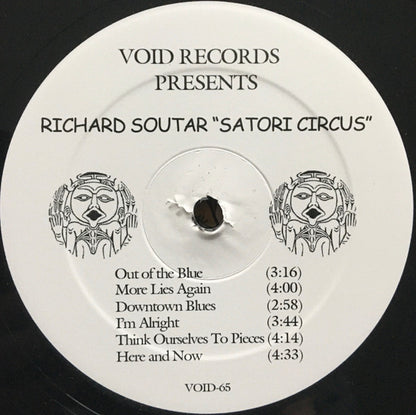 VOID RECORDS
PRESENTS
RICHARD SOUTAR "SATORI CIRCUS"
Out of the Blue (3:16)
More Lies Again (4:00)
Downtown Blues (2:58)
I'm Alright (3:44)
Think Ourselves To Pieces (4:14)
Here and Now (4:33)
VOID-65